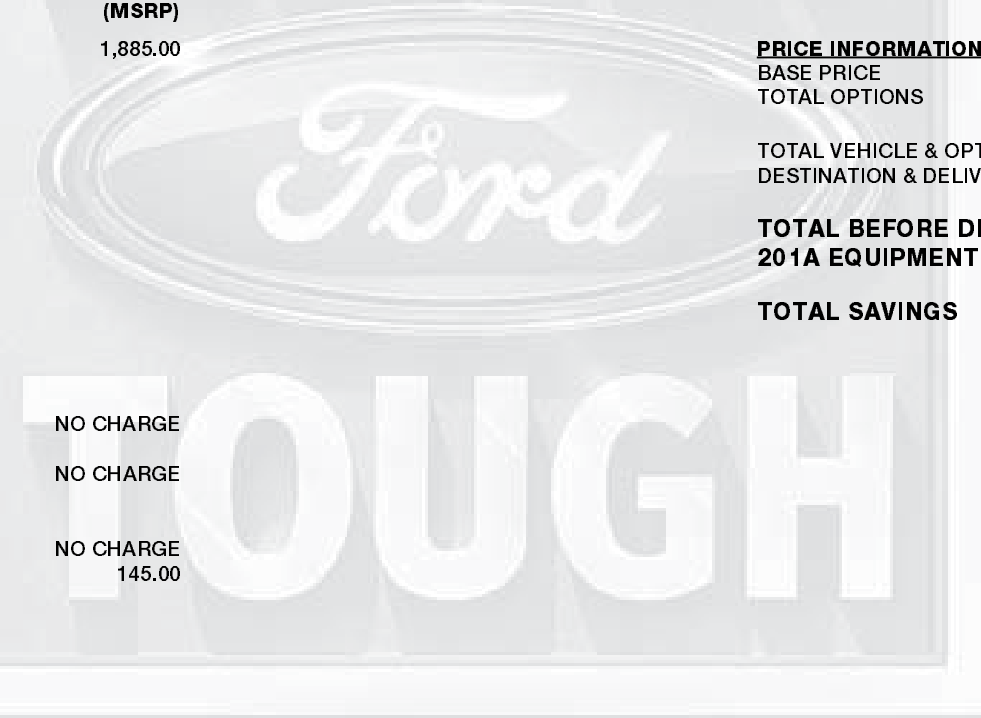 (MSRP)
1,885.00
NO CHARGE
NO CHARGE
NO CHARGE
145.00
PRICE INFORMATION
BASE PRICE
TOTAL OPTIONS
TOTAL VEHICLE & OPT
DESTINATION & DELIV
TOTAL BEFORE DI
201A EQUIPMENT
TOTAL SAVINGS
Ford
TOUGH